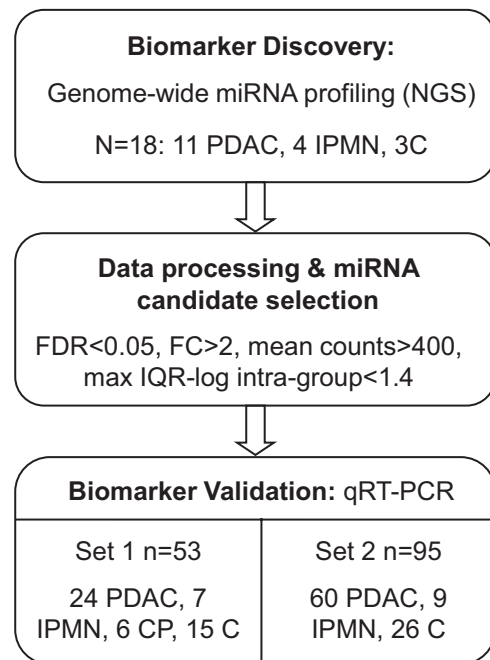 Biomarker Discovery:
Genome-wide miRNA profiling (NGS)
N=18: 11 PDAC, 4 IPMN, 3C
Data processing & miRNA
candidate selection
FDR<0.05, FC>2, mean counts>400,
max IQR-log intra-group<1.4
Biomarker Validation: qRT-PCR
Set 1 n=53
24 PDAC, 7
IPMN, 6 CP, 15 C
Set 2 n=95
60 PDAC, 9
IPMN, 26 C